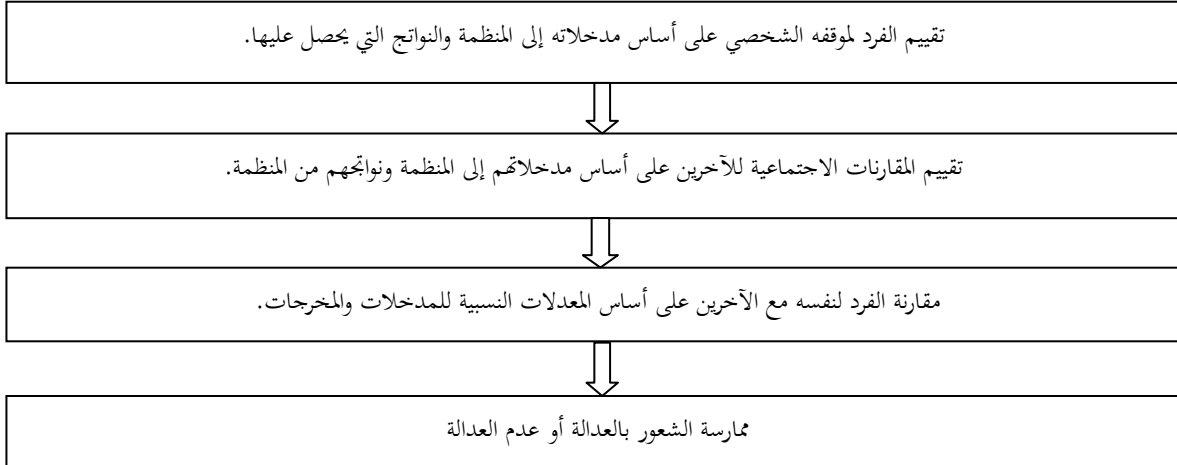 تقييم الفرد لموقفه الشخصي على أساس مدخلاته إلى المنظمة والنواتج التي يحصل عليها.
تقييم المقارنات الاجتماعية للآخرين على أساس مدخلاتهم إلى المنظمة ونواتجهم من المنظمة.
مقارنة الفرد لنفسه مع الآخرين على أساس المعدلات النسبية للمدخلات والمخرجات.
ممارسة الشعور بالعدالة أو عدم العدالة